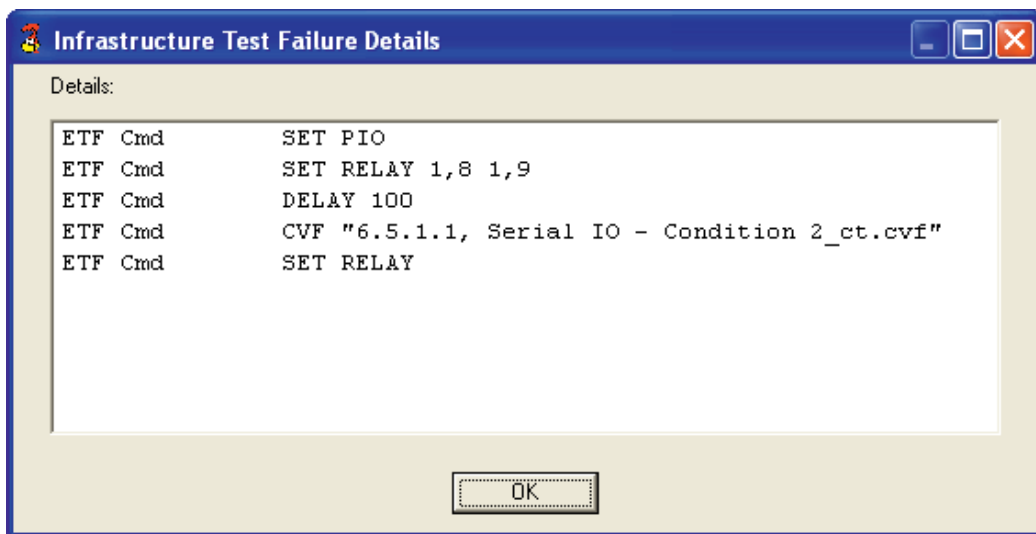 Infrastructure Test Failure Details
Details:
ETF Cmd SET PIO
ETF Cmd SET RELAY 1,8 1,9
ETF Cmd DELAY 100
ETF Cmd CVF "6.5.1.1, Serial IO - Condition 2_ct.cvf"
ETF Cmd SET RELAY
OK